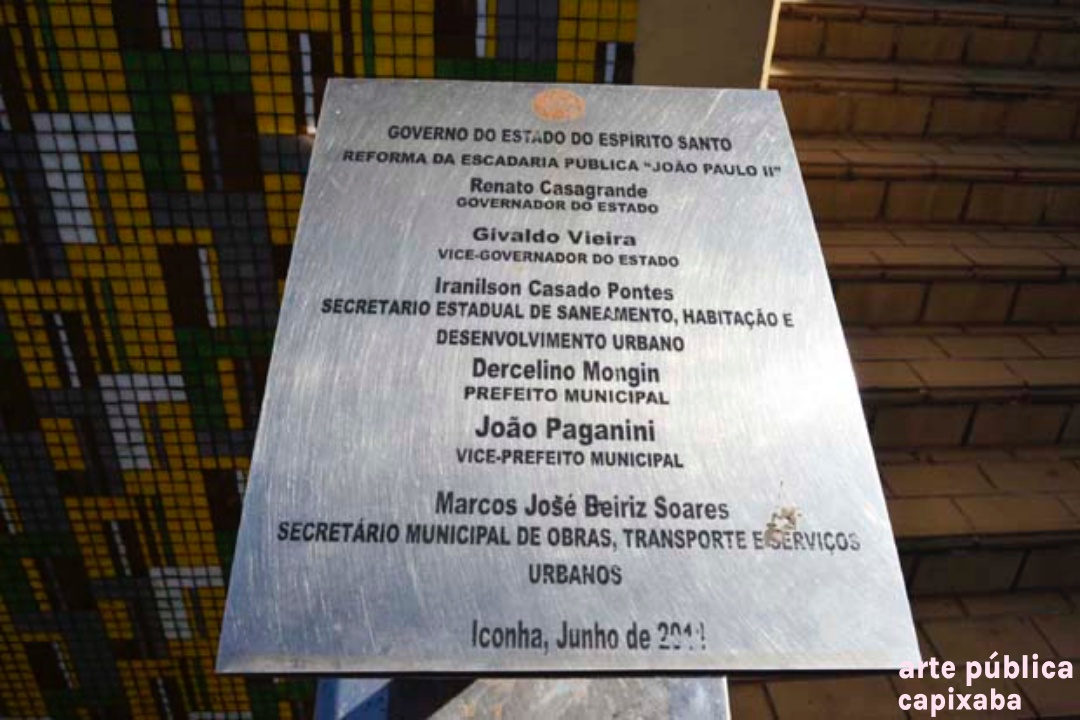 GOVERNO DO ESTADO DO ESPÍRITO SANTO
REFORMA DA ESCADARIA PÚBLICA "JOÃO PAULO II"
Renato Casagrande
GOVERNADOR DO ESTADO
Givaldo Vieira
VICE-GOVERNADOR DO ESTADO
Iranilson Casado Pontes
SECRETARIO ESTADUAL DE SANEAMENTO, HABITAÇÃO E
DESENVOLVIMENTO URBANO
Dercelino Mongin
PREFEITO MUNICIPAL
João Paganini
VICE-PREFEITO MUNICIPAL
Marcos José Beiriz Soares
SECRETÁRIO MUNICIPAL DE OBRAS, TRANSPORTE E SERVIÇOS
URBANOS
Iconha, Junho de
arte pública
capixaba